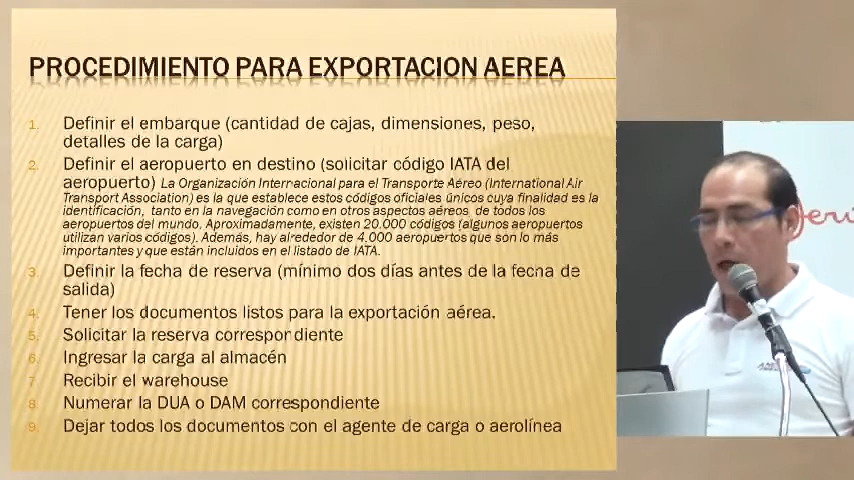 PROCEDIMIENTO PARA EXPORTACION AEREA
1. Definir el embarque (cantidad de cajas, dimensiones, peso,
detalles de la carga)
2. Definir el aeropuerto en destino (solicitar código IATA del
aeropuerto) La Organización Internacional para el Transporte Aéreo (International Air
Transport Association) es la que establece estos códigos oficiales únicos cuya finalidad es la
identificación, tanto en la navegación como en otros aspectos aéreos, de todos los
aeropuertos del mundo. Aproximadamente, existen 20.000 códigos (algunos aeropuertos
utilizan varios códigos). Además, hay alrededor de 4.000 aeropuertos que son lo más
importantes y que están incluidos en el listado de IATA.
3. Definir la fecha de reserva (mínimo dos días antes de la fecha de
salida)
4. Tener los documentos listos para la exportación aérea.
5. Solicitar la reserva correspondiente
6. Ingresar la carga al almacén
7. Recibir el warehouse
8. Numerar la DUA o DAM correspondiente
9. Dejar todos los documentos con el agente de carga o aerolínea